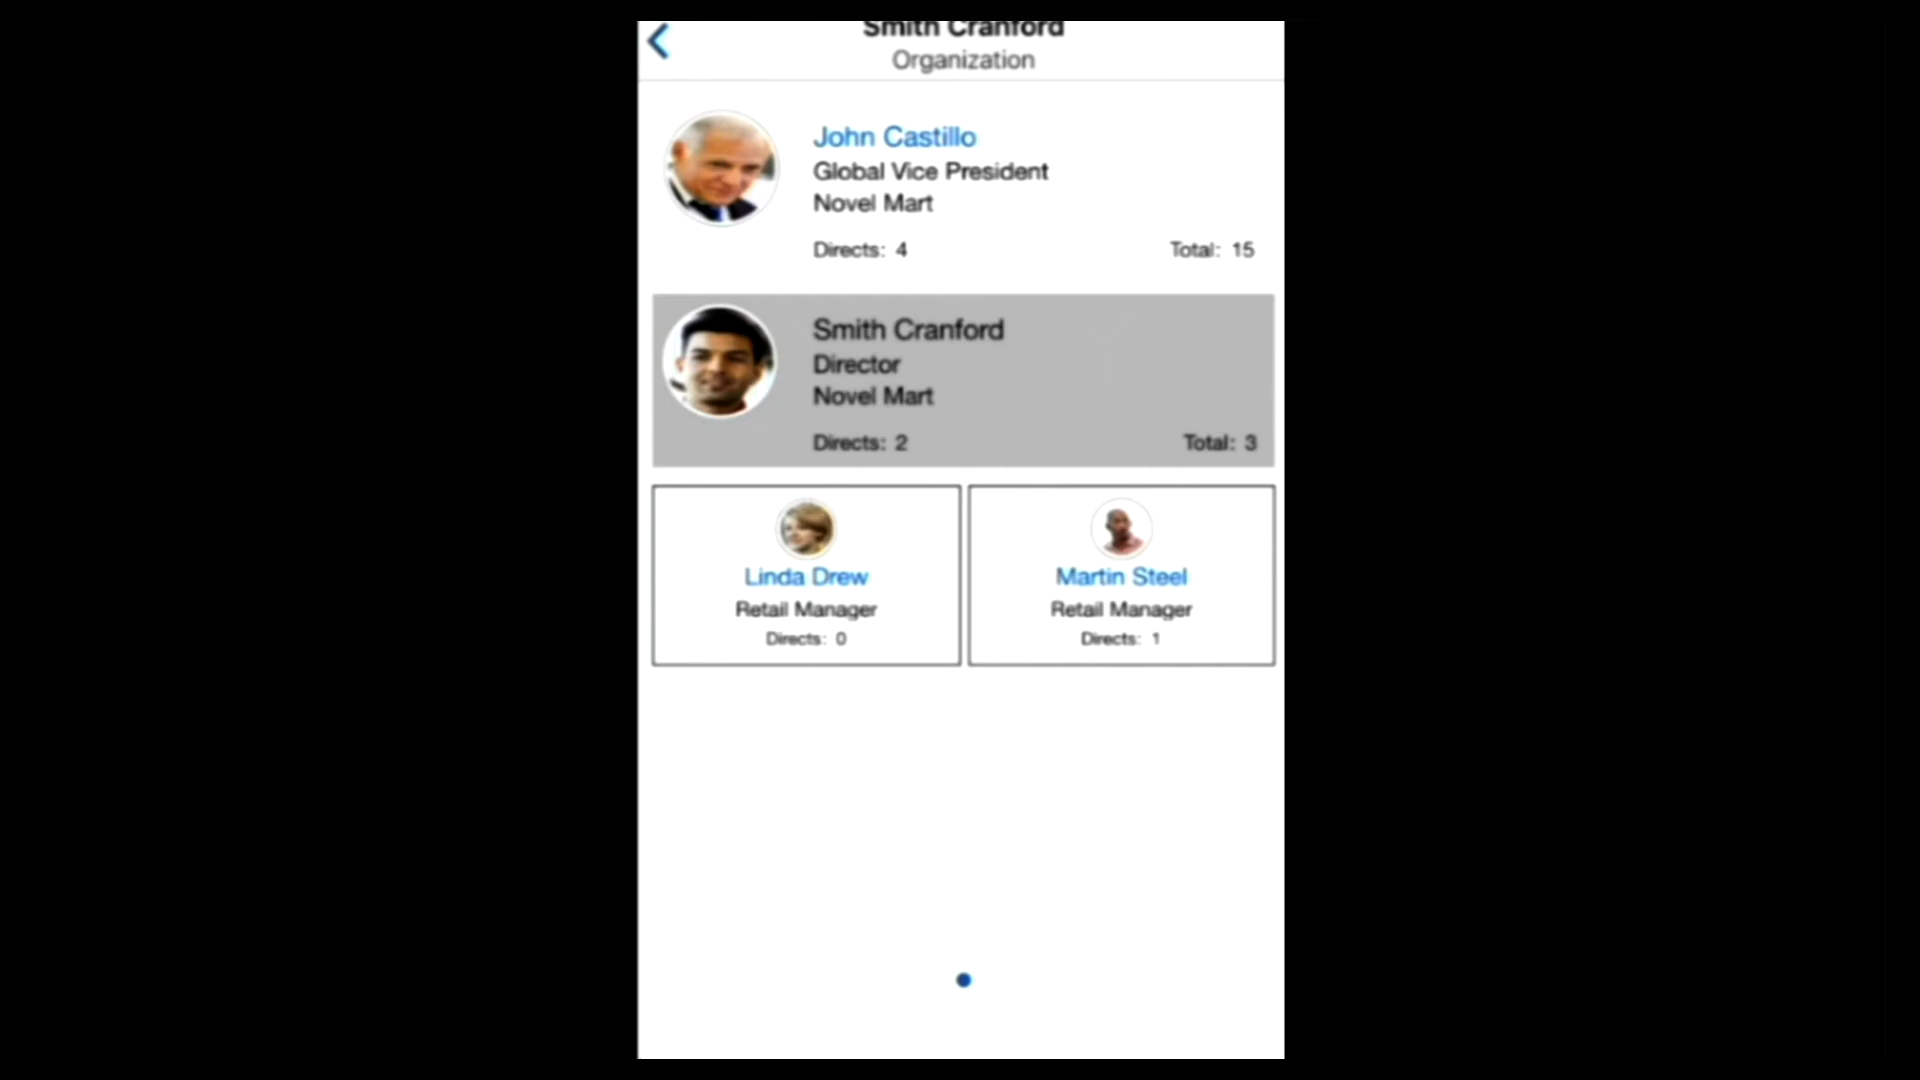 Smith Cranford
Organization
John Castillo
Global Vice President
Novel Mart
Directs: 4 Total: 15
Smith Cranford
Director
Novel Mart
Directs: 2 Total: 3
Linda Drew
Retail Manager
Directs: 0
Martin Steel
Retail Manager
Directs: 1